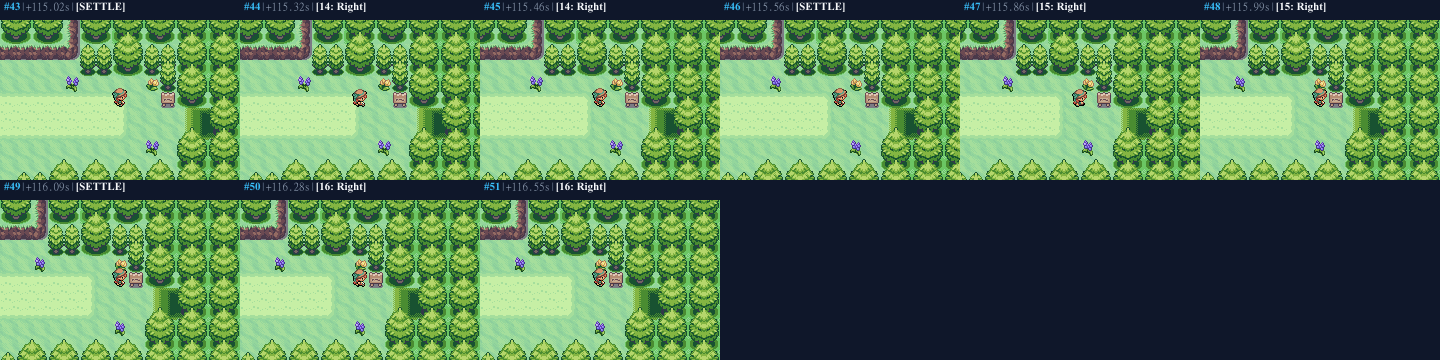 #43|+115.02s|[SETTLE]
#44|+115.32s|[14: Right]
#45|+115.46s|[14: Right]
#46|+115.56s|[SETTLE]
#47|+115.86s|[15: Right]
#48|+115.99s|[15: Right]
#49|+116.09s|[SETTLE]
#50|+116.28s|[16: Right]
#51|+116.55s|[16: Right]